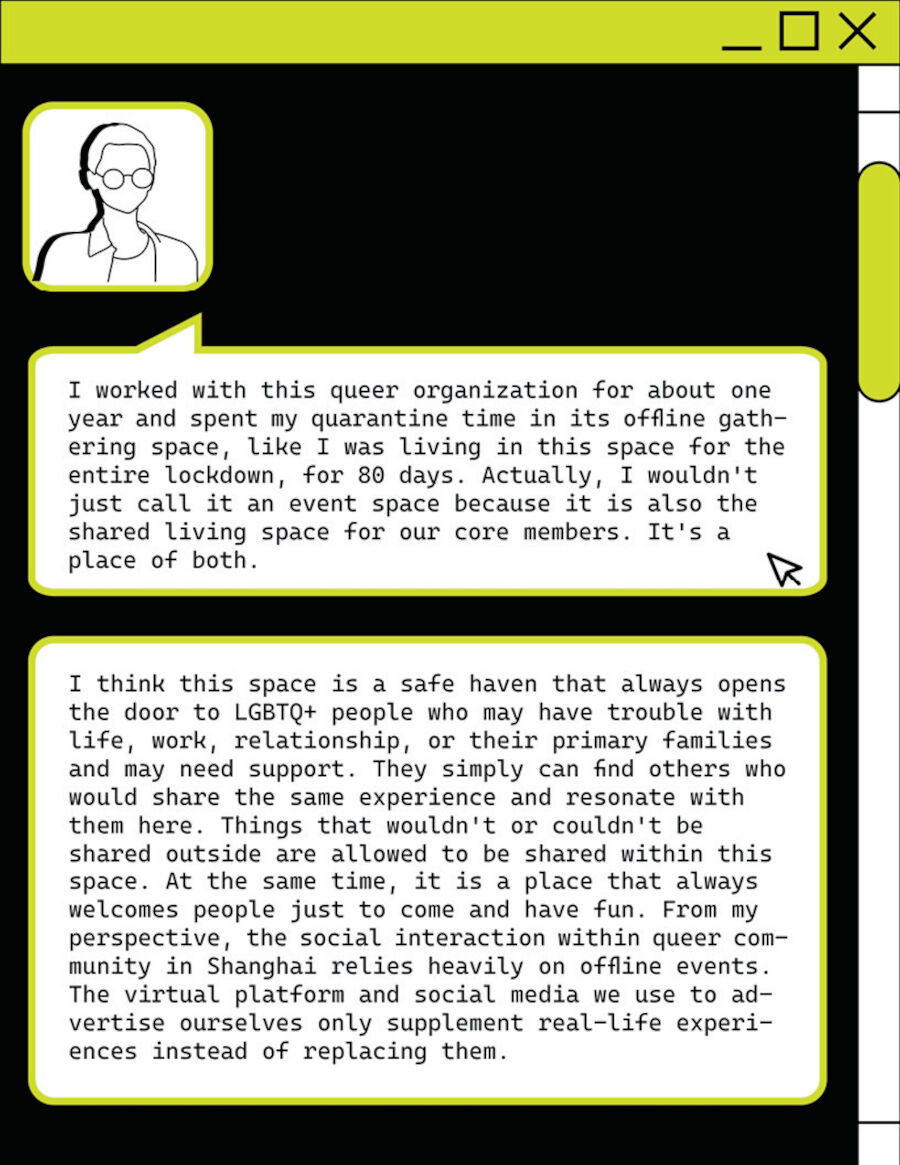 I worked with this queer organization for about one
year and spent my quarantine time in its offline gath-
ering space, like I was living in this space for the
entire lockdown, for 80 days. Actually, I wouldn't
just call it an event space because it is also the
shared living space for our core members. It's a
place of both.
I think this space is a safe haven that always opens
the door to LGBTQ+ people who may have trouble with
life, work, relationship, or their primary families
and may need support. They simply can find others who
would share the same experience and resonate with
them here. Things that wouldn't or couldn't be
shared outside are allowed to be shared within this
space. At the same time, it is a place that always
welcomes people just to come and have fun. From my
perspective, the social interaction within queer com-
munity in Shanghai relies heavily on offline events.
The virtual platform and social media we use to ad-
vertise ourselves only supplement real-life experi-
ences instead of replacing them.